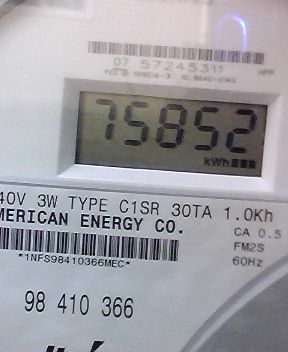 07 57245311
75852
kWh
40V 3W TYPE C1SR 30TA 1.0Kh
MERICAN ENERGY CO.
CA 0.5
FM2S
*1NFS98410366MEC*
60Hz
98 410 366